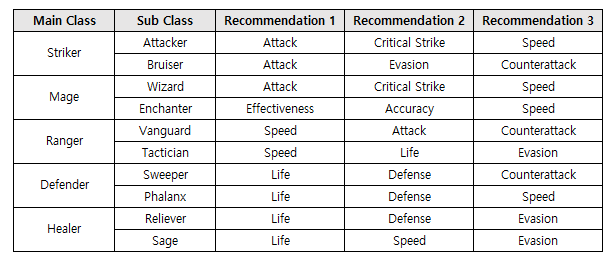 Main Class Sub Class Recommendation 1 Recommendation 2 Recommendation 3
Striker Attacker Attack Critical Strike Speed
Bruiser Attack Evasion Counterattack
Mage Wizard Attack Critical Strike Speed
Enchanter Effectiveness Accuracy Speed
Ranger Vanguard Speed Attack Counterattack
Tactician Speed Life Evasion
Defender Sweeper Life Defense Counterattack
Phalanx Life Defense Speed
Healer Reliever Life Defense Evasion
Sage Life Speed Evasion